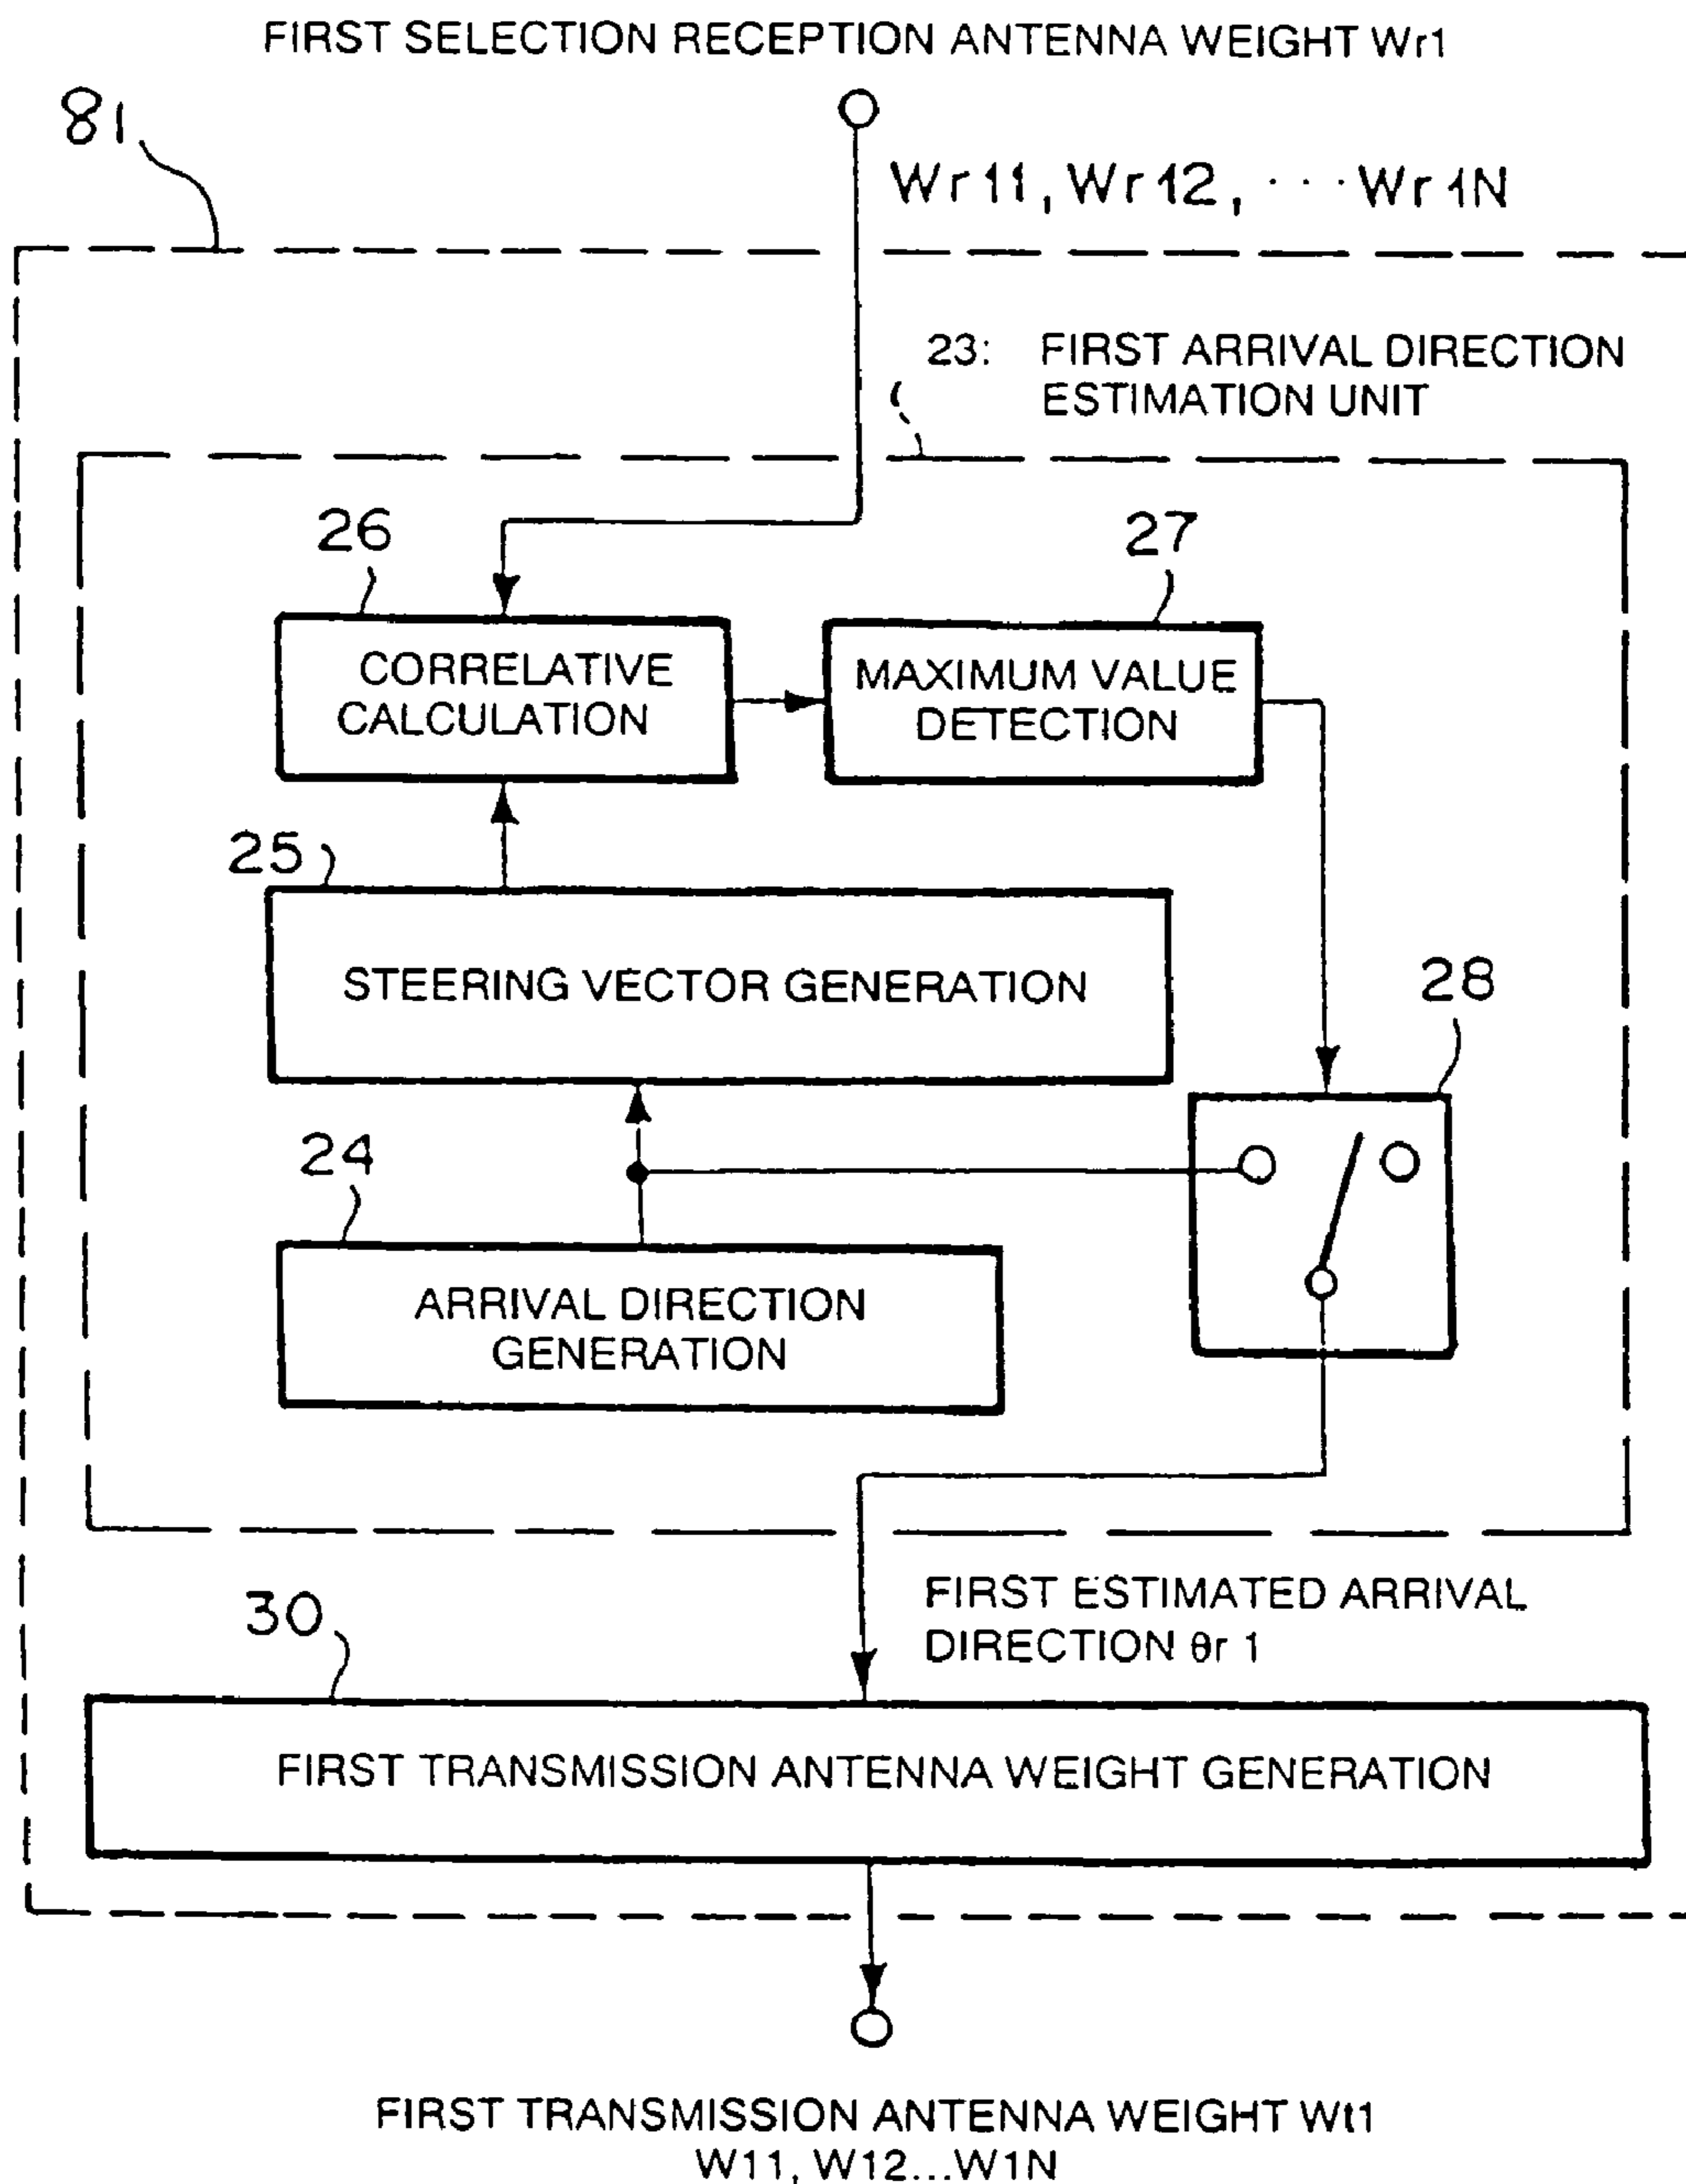 FIRST SELECTION RECEPTION ANTENNA WEIGHT Wr1
81
Wr11, Wr12, ···Wr1N
23: FIRST ARRIVAL DIRECTION
ESTIMATION UNIT
26
27
CORRELATIVE
CALCULATION
MAXIMUM VALUE
DETECTION
25
STEERING VECTOR GENERATION
28
24
ARRIVAL DIRECTION
GENERATION
FIRST ESTIMATED ARRIVAL
DIRECTION θr 1
30
FIRST TRANSMISSION ANTENNA WEIGHT GENERATION
FIRST TRANSMISSION ANTENNA WEIGHT Wt1
W11, W12...W1N